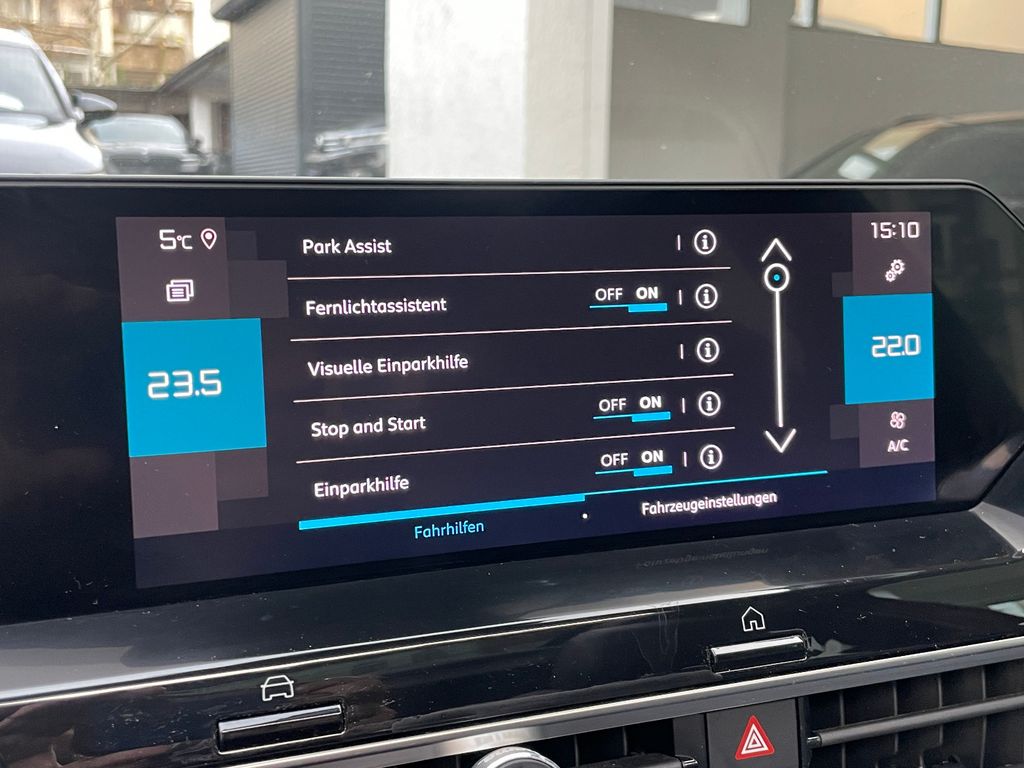 5°C
15:10
Park Assist
Fernlichtassistent OFF ON
Visuelle Einparkhilfe
23.5
22.0
Stop and Start OFF ON
A/C
Einparkhilfe OFF ON
Fahrhilfen
Fahrzeugeinstellungen